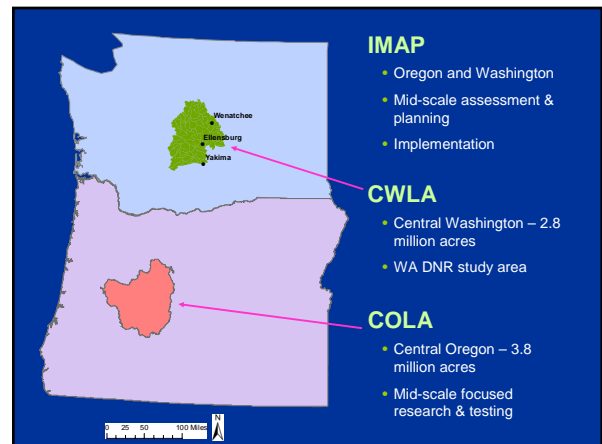 IMAP
• Oregon and Washington
• Mid-scale assessment &
planning
• Implementation
Wenatchee
Ellensburg
Yakima
CWLA
• Central Washington – 2.8
million acres
• WA DNR study area
COLA
• Central Oregon – 3.8
million acres
• Mid-scale focused
research & testing
N
0 25 50 100 Miles